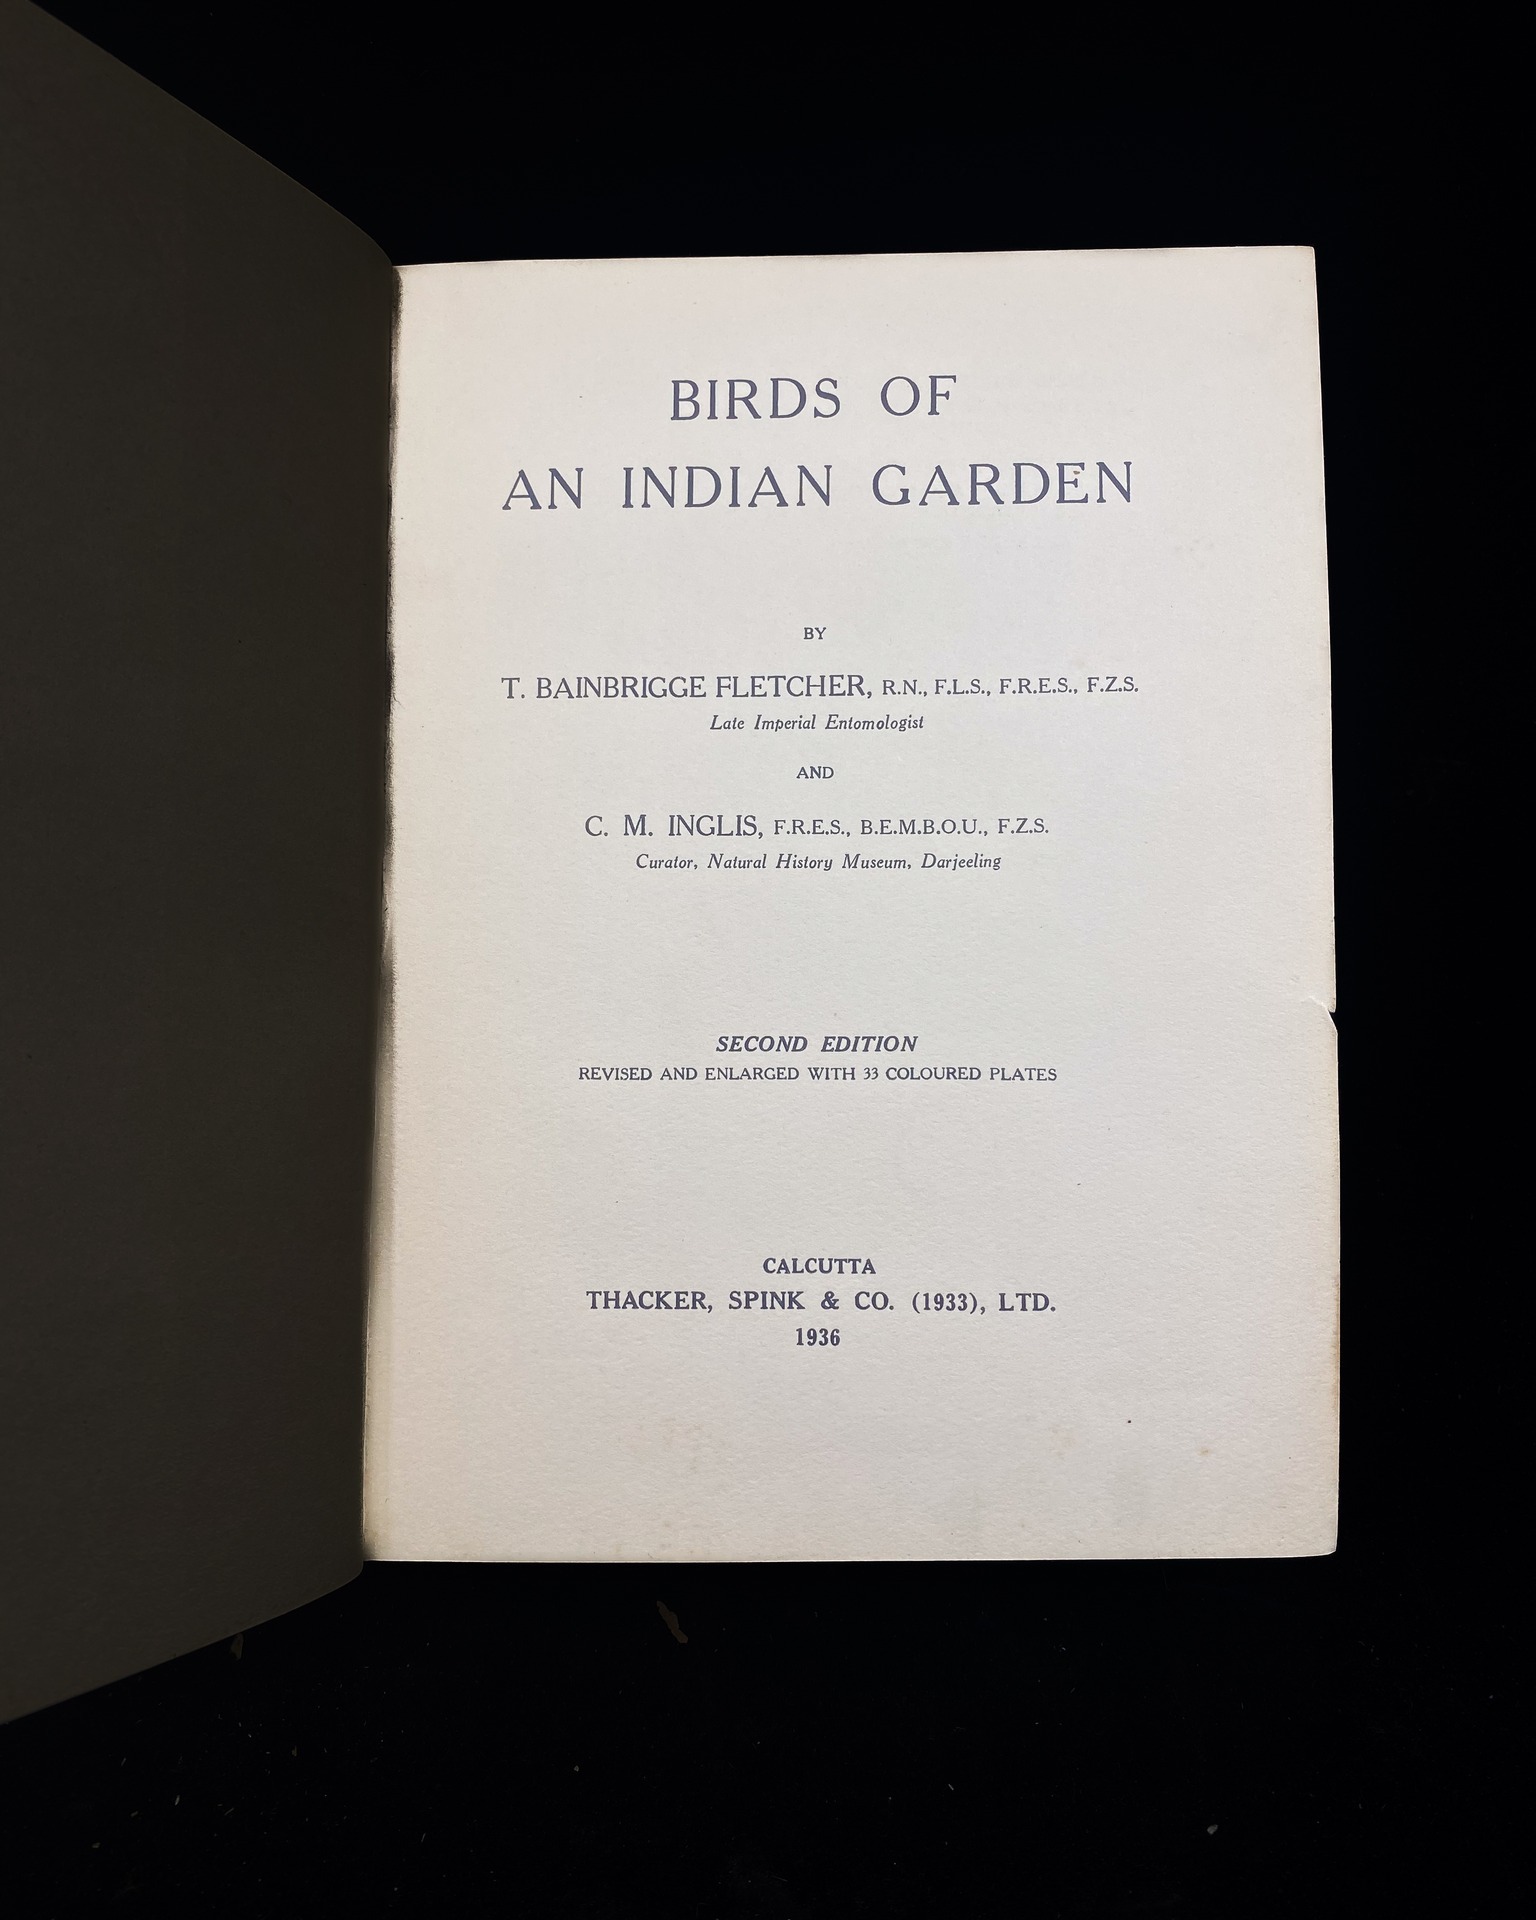 BIRDS OF
AN INDIAN GARDEN
BY
T. BAINBRIGGE FLETCHER, R.N., F.L.S., F.R.E.S., F.Z.S.
Late Imperial Entomologist
AND
C. M. INGLIS, F.R.E.S., B.E.M.B.O.U., F.Z.S.
Curator, Natural History Museum, Darjeeling
SECOND EDITION
REVISED AND ENLARGED WITH 33 COLOURED PLATES
CALCUTTA
THACKER, SPINK & CO. (1933), LTD.
1936